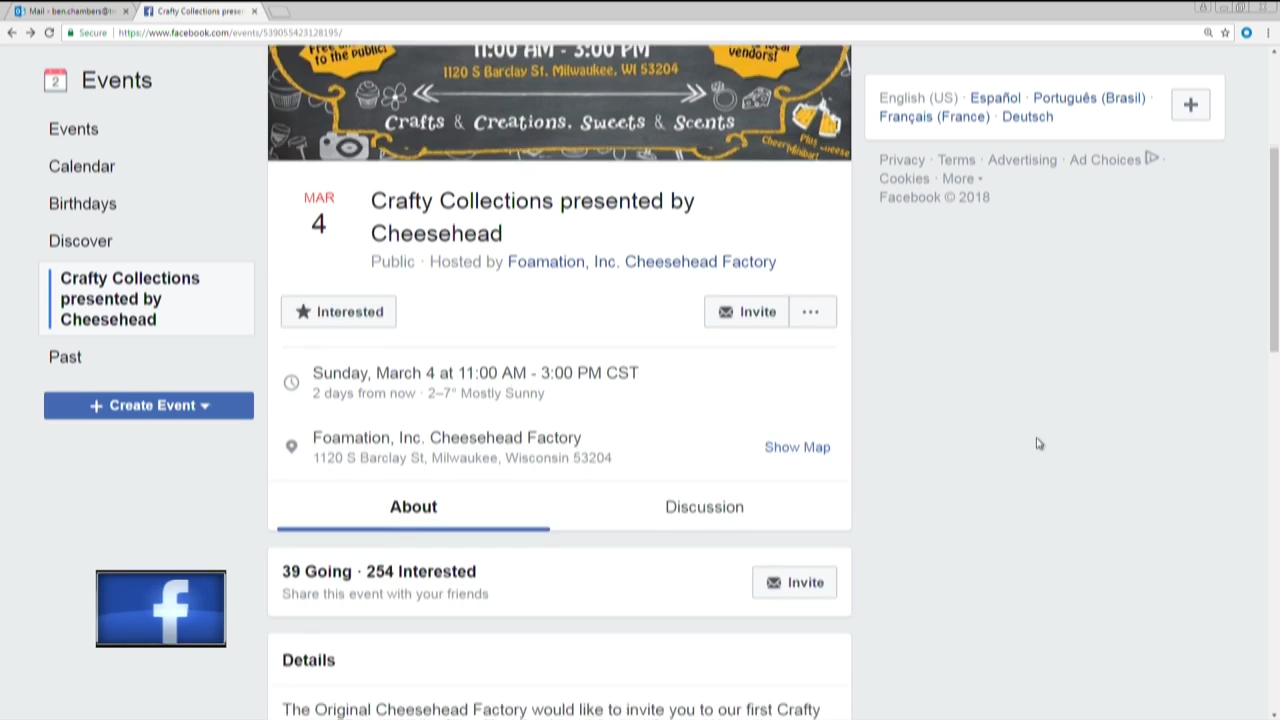 Mail - ben.chambers@t
Crafty Collections prese
Secure
https://www.facebook.com/events/539055423128195/
2
Events
Events
Calendar
Birthdays
Discover
Crafty Collections
presented by
Cheesehead
Past
+ Create Event
Free
to the public!
11:00 AM - 3:00 PM
1120 S Barclay St. Milwaukee, WI 53204
local
vendors!
Crafts & Creations, Sweets & Scents
Plus Cheese
MAR
4
Crafty Collections presented by
Cheesehead
Public · Hosted by Foamation, Inc. Cheesehead Factory
Interested
Invite
Sunday, March 4 at 11:00 AM - 3:00 PM CST
2 days from now · 2–7° Mostly Sunny
Foamation, Inc. Cheesehead Factory
1120 S Barclay St, Milwaukee, Wisconsin 53204
Show Map
About
Discussion
39 Going · 254 Interested
Share this event with your friends
Invite
Details
The Original Cheesehead Factory would like to invite you to our first Crafty
English (US) · Español · Português (Brasil) ·
Français (France) · Deutsch
Privacy · Terms · Advertising · Ad Choices ·
Cookies · More
Facebook © 2018
f